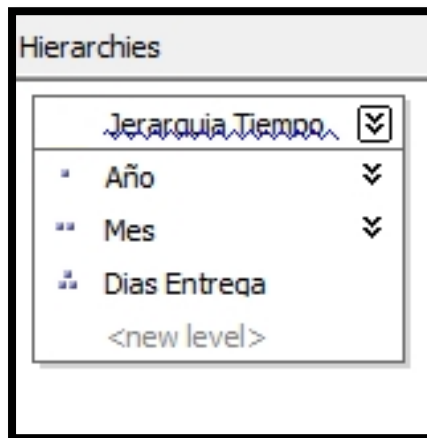 Hierarchies
Jerarquia Tiempo
Año
Mes
Dias Entrega
<new level>